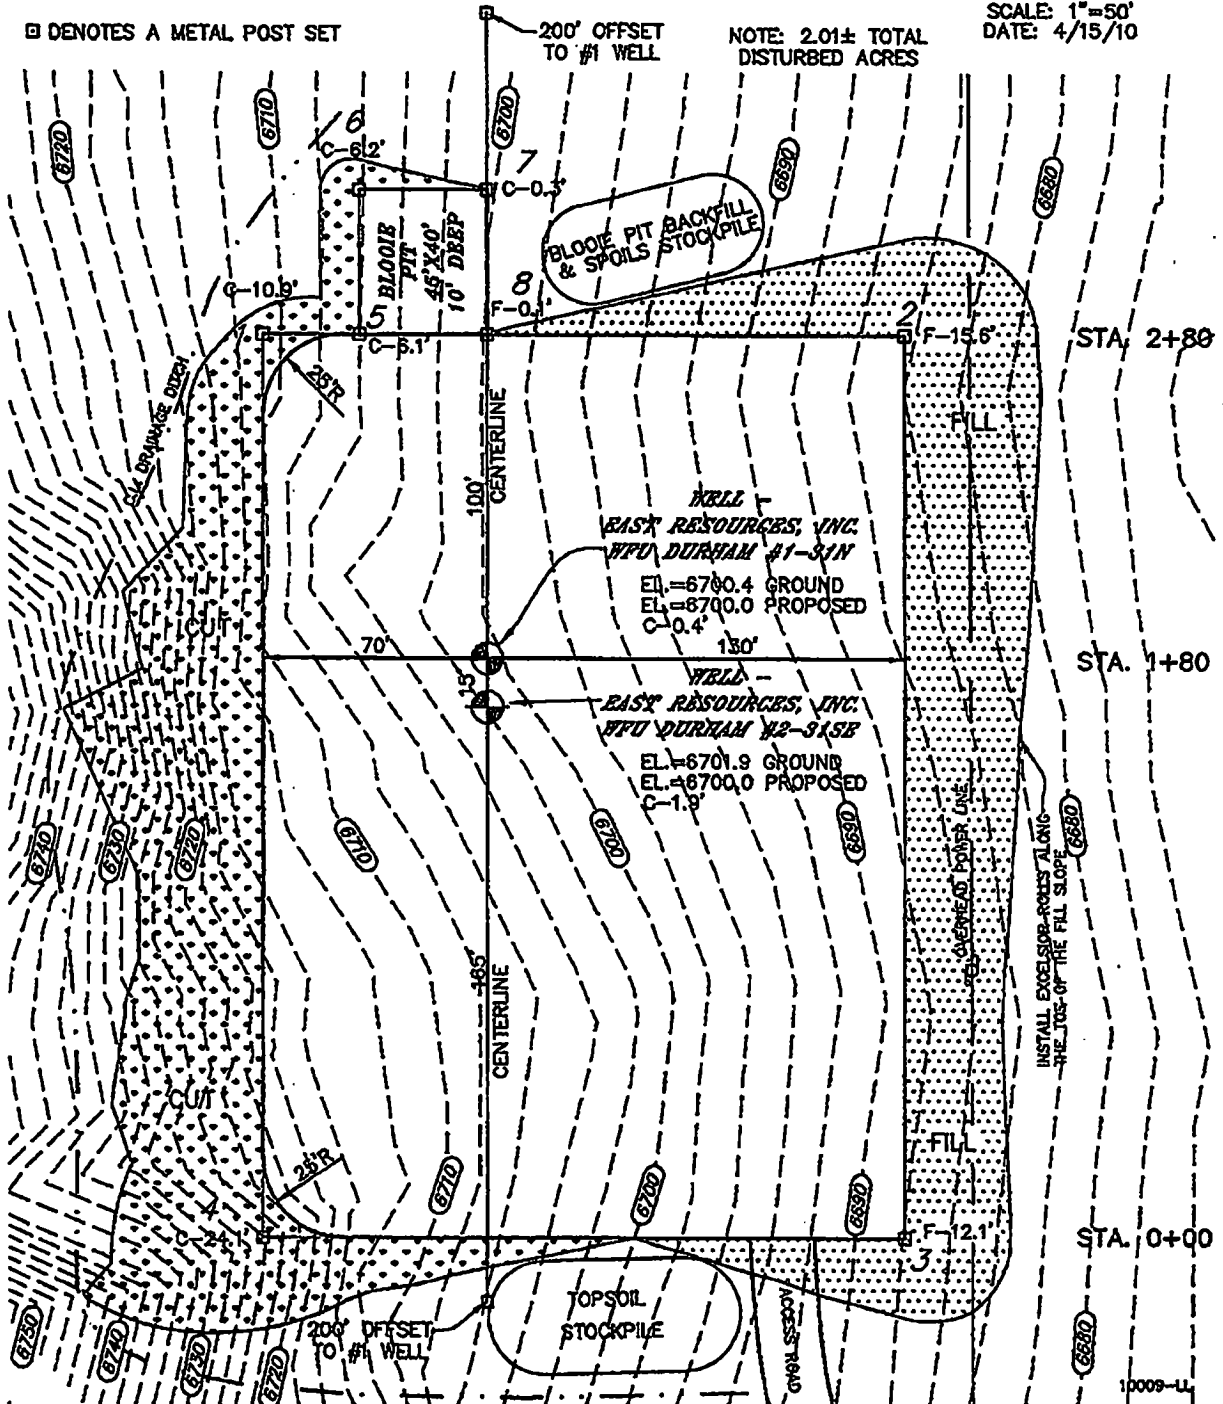 DENOTES A METAL POST SET
200' OFFSET
TO #1 WELL
NOTE: 2.01± TOTAL
DISTURBED ACRES
SCALE: 1"=50'
DATE: 4/15/10
6720
6710
6700
6690
6680
6
C-6.2'
7
C-0.3'
BLOOIE
PIT
45'X40'
10' DEEP
BLOOIE PIT BACKFILL
& SPOILS STOCKPILE
8
F-0.1'
C-10.9'
1
5
C-6.1'
2
F-15.6'
STA. 2+80
25'R
DRAINAGE DITCH
FILL
CENTERLINE
100'
WELL -
EAST RESOURCES, INC.
WFU DURHAM #1-31N
EL.=6700.4 GROUND
EL.=6700.0 PROPOSED
C-0.4'
CUT
70'
130'
STA. 1+80
15'
WELL -
EAST RESOURCES, INC.
WFU DURHAM #2-31SE
EL.=6701.9 GROUND
EL.=6700.0 PROPOSED
C-1.9'
6740
6730
6720
6710
6700
6690
6680
OVERHEAD POWER LINE
INSTALL EXCELSIOR ROLLS ALONG
THE TOE OF THE FILL SLOPE
165'
CENTERLINE
CUT
FILL
25'R
6710
6700
6690
4
C-24.1'
F-12.1'
3
STA. 0+00
TOPSOIL
STOCKPILE
ACCESS ROAD
200' OFFSET
TO #1 WELL
6750
6740
6730
6720
6680
10009-LL